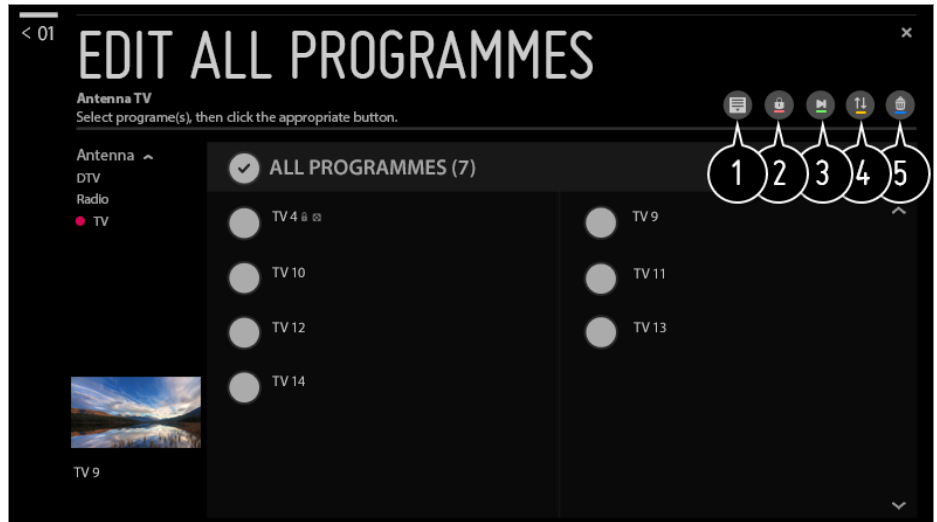 < 01
EDIT ALL PROGRAMMES
Antenna TV
Select programe(s), then click the appropriate button.
1 2 3 4 5
Antenna
DTV
Radio
TV
ALL PROGRAMMES (7)
TV 4
TV 9
TV 10
TV 11
TV 12
TV 13
TV 14
TV 9